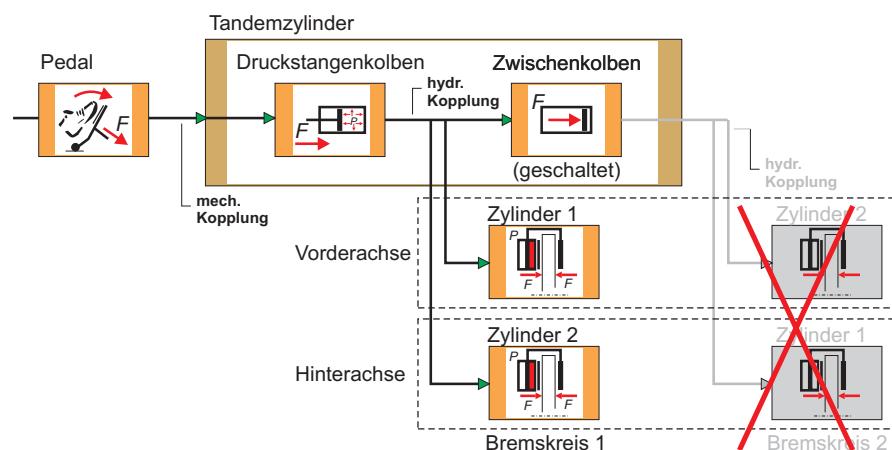 Tandemzylinder
Pedal
Druckstangenkolben
hydr.
Kopplung
Zwischenkolben
F
F
P
F
(geschaltet)
mech.
Kopplung
hydr.
Kopplung
Vorderachse
Zylinder 1
P
F
F
Zylinder 2
Hinterachse
Zylinder 2
P
F
F
Zylinder 1
Bremskreis 1
Bremskreis 2